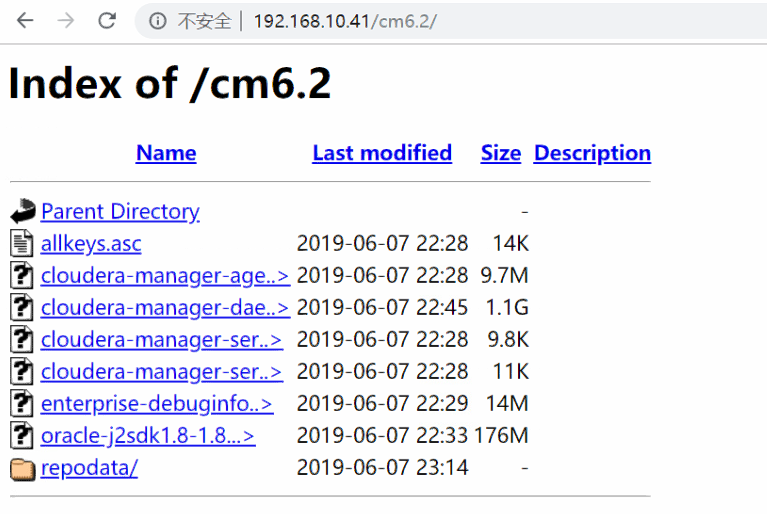 不安全 | 192.168.10.41/cm6.2/
Index of /cm6.2
Name Last modified Size Description
Parent Directory -
allkeys.asc 2019-06-07 22:28 14K
cloudera-manager-age..> 2019-06-07 22:28 9.7M
cloudera-manager-dae..> 2019-06-07 22:45 1.1G
cloudera-manager-ser..> 2019-06-07 22:28 9.8K
cloudera-manager-ser..> 2019-06-07 22:28 11K
enterprise-debuginfo..> 2019-06-07 22:29 14M
oracle-j2sdk1.8-1.8...> 2019-06-07 22:33 176M
repodata/ 2019-06-07 23:14 -